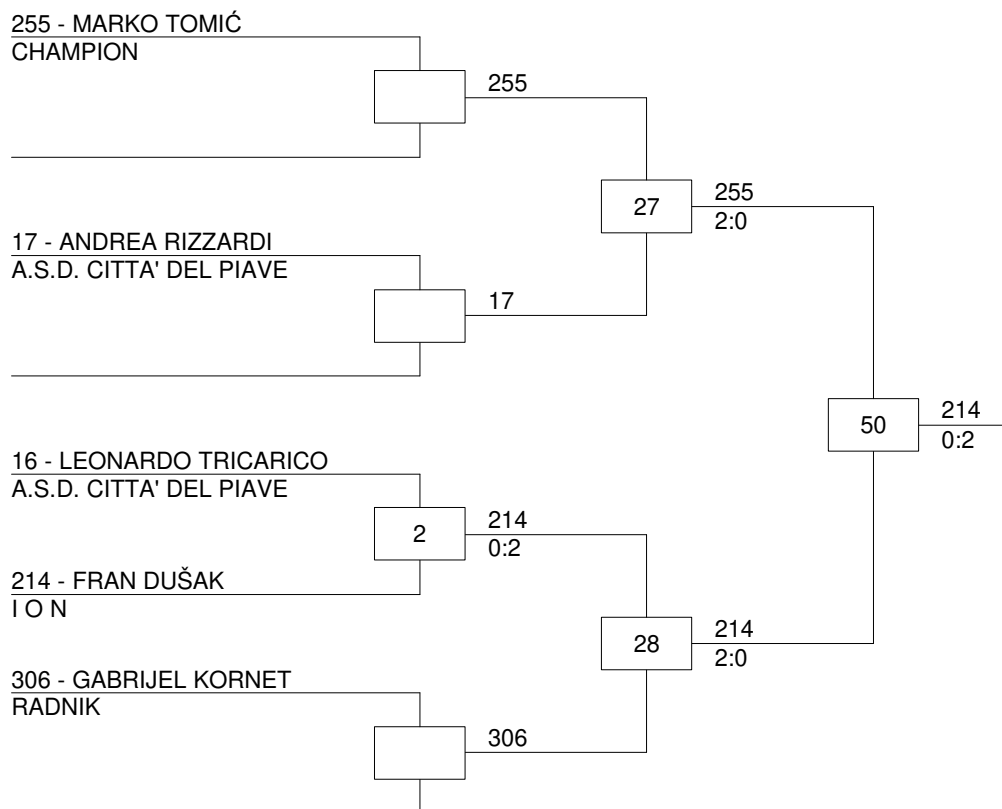 255 - MARKO TOMIĆ
CHAMPION
255
27
255
2:0
17 - ANDREA RIZZARDI
A.S.D. CITTA' DEL PIAVE
17
50
214
0:2
16 - LEONARDO TRICARICO
A.S.D. CITTA' DEL PIAVE
2
214
0:2
214 - FRAN DUŠAK
I O N
28
214
2:0
306 - GABRIJEL KORNET
RADNIK
306